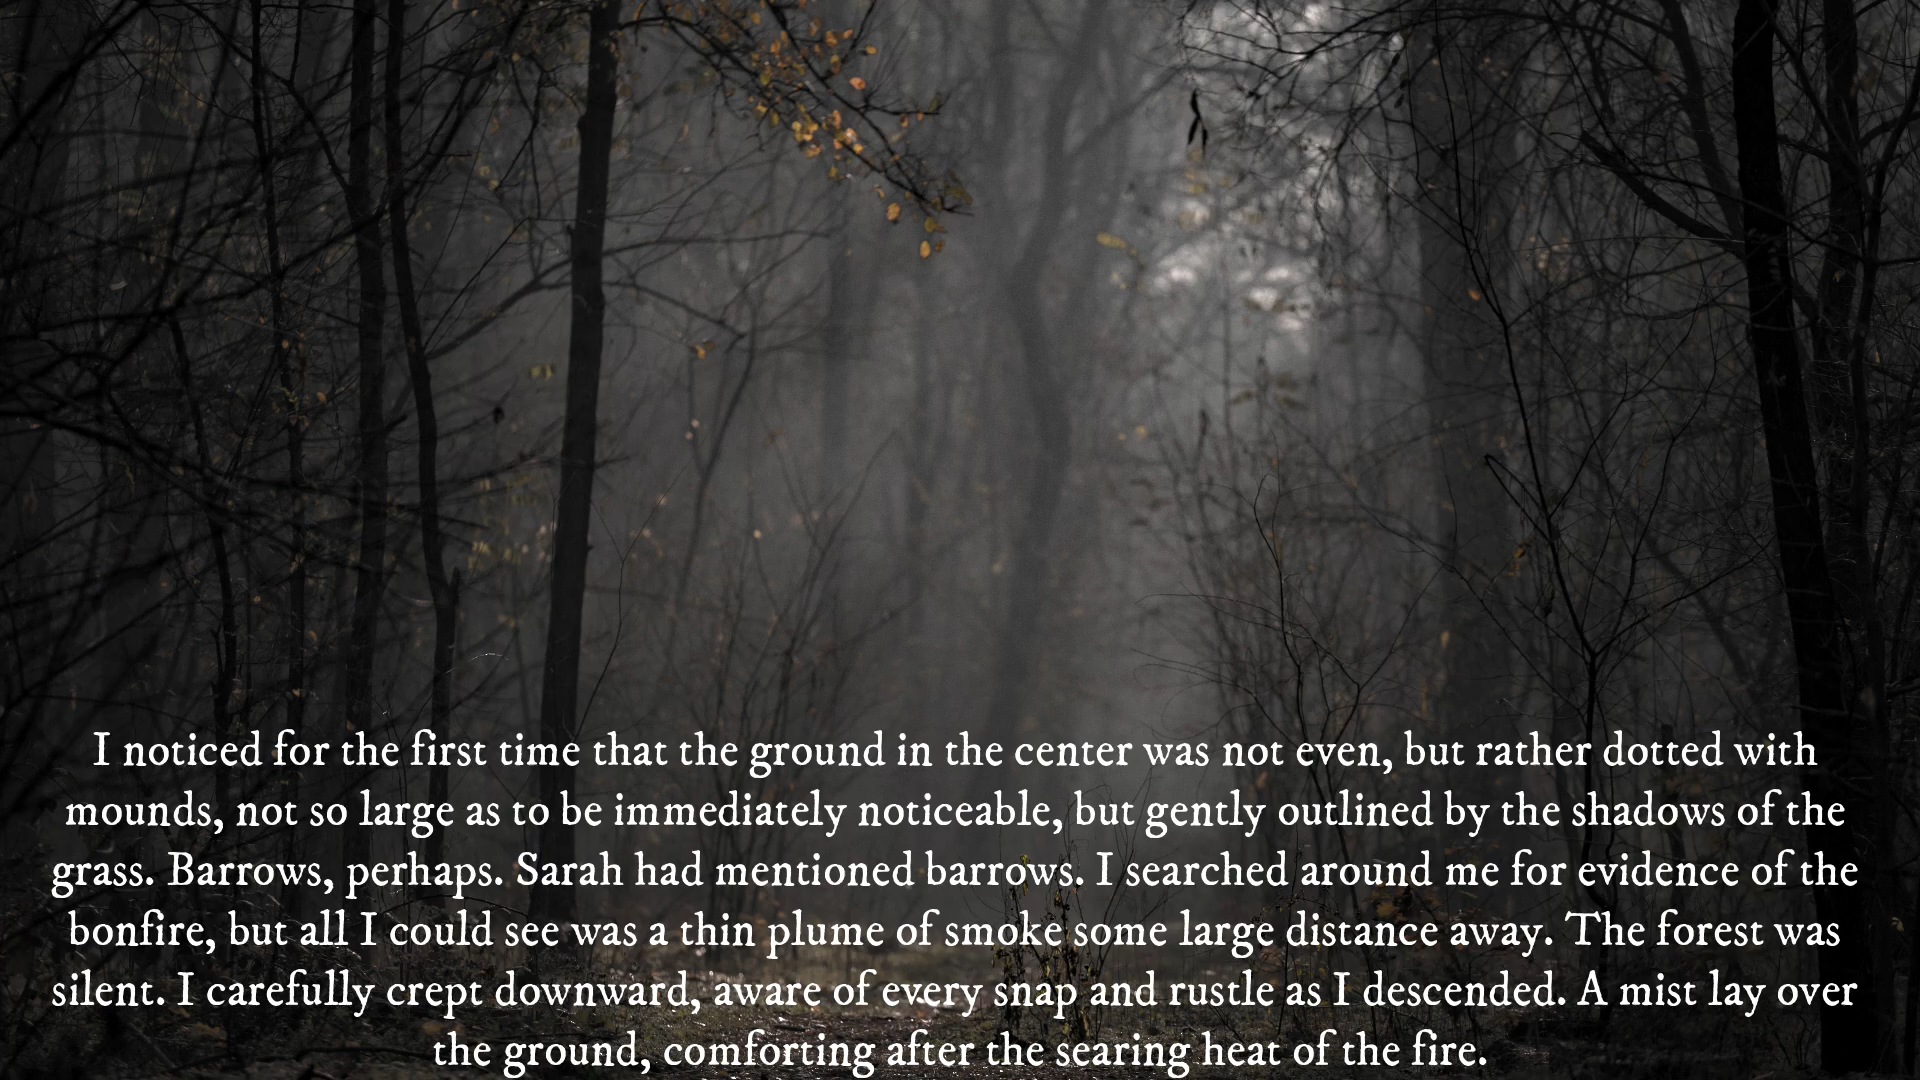 I noticed for the first time that the ground in the center was not even, but rather dotted with
mounds, not so large as to be immediately noticeable, but gently outlined by the shadows of the
grass. Barrows, perhaps. Sarah had mentioned barrows. I searched around me for evidence of the
bonfire, but all I could see was a thin plume of smoke some large distance away. The forest was
silent. I carefully crept downward, aware of every snap and rustle as I descended. A mist lay over
the ground, comforting after the searing heat of the fire.